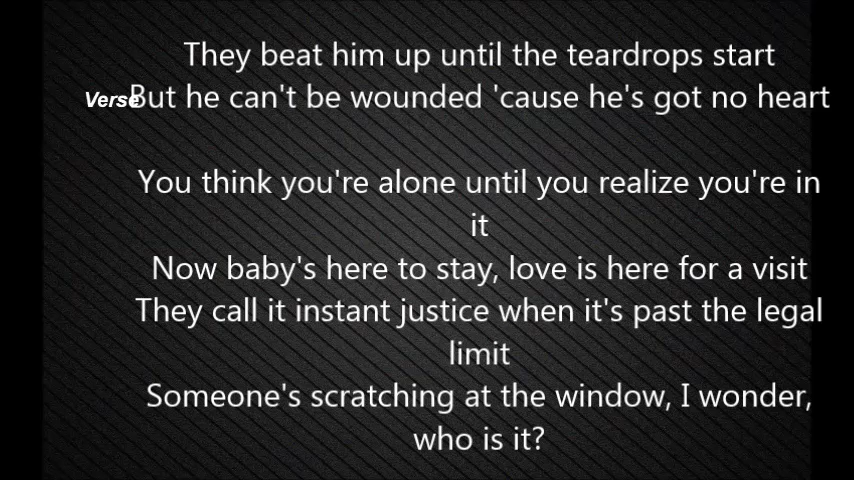 They beat him up until the teardrops start
Verse
But he can't be wounded 'cause he's got no heart
You think you're alone until you realize you're in
it
Now baby's here to stay, love is here for a visit
They call it instant justice when it's past the legal
limit
Someone's scratching at the window, I wonder,
who is it?